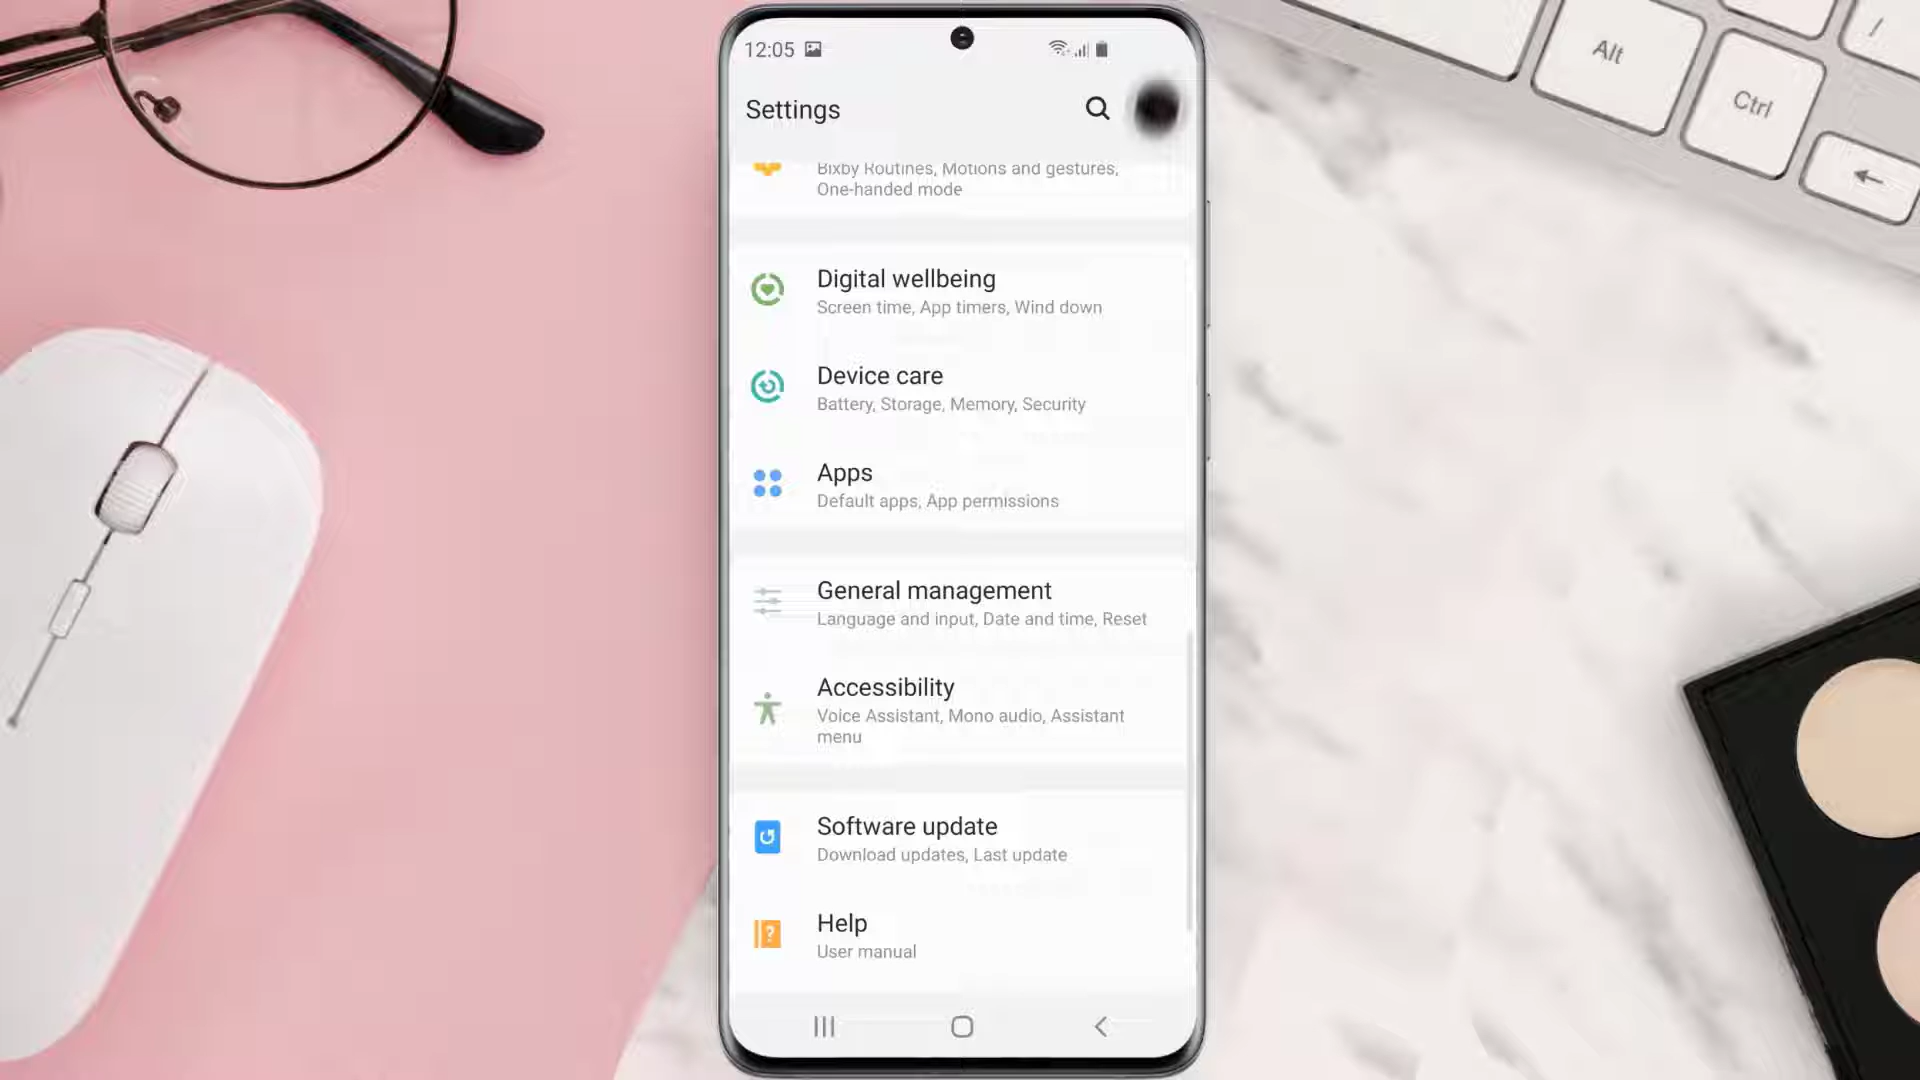 12:05
Settings
Bixby Routines, Motions and gestures,
One-handed mode
Digital wellbeing
Screen time, App timers, Wind down
Device care
Battery, Storage, Memory, Security
Apps
Default apps, App permissions
General management
Language and input, Date and time, Reset
Accessibility
Voice Assistant, Mono audio, Assistant
menu
Software update
Download updates, Last update
?
Help
User manual
Alt
Ctrl
/